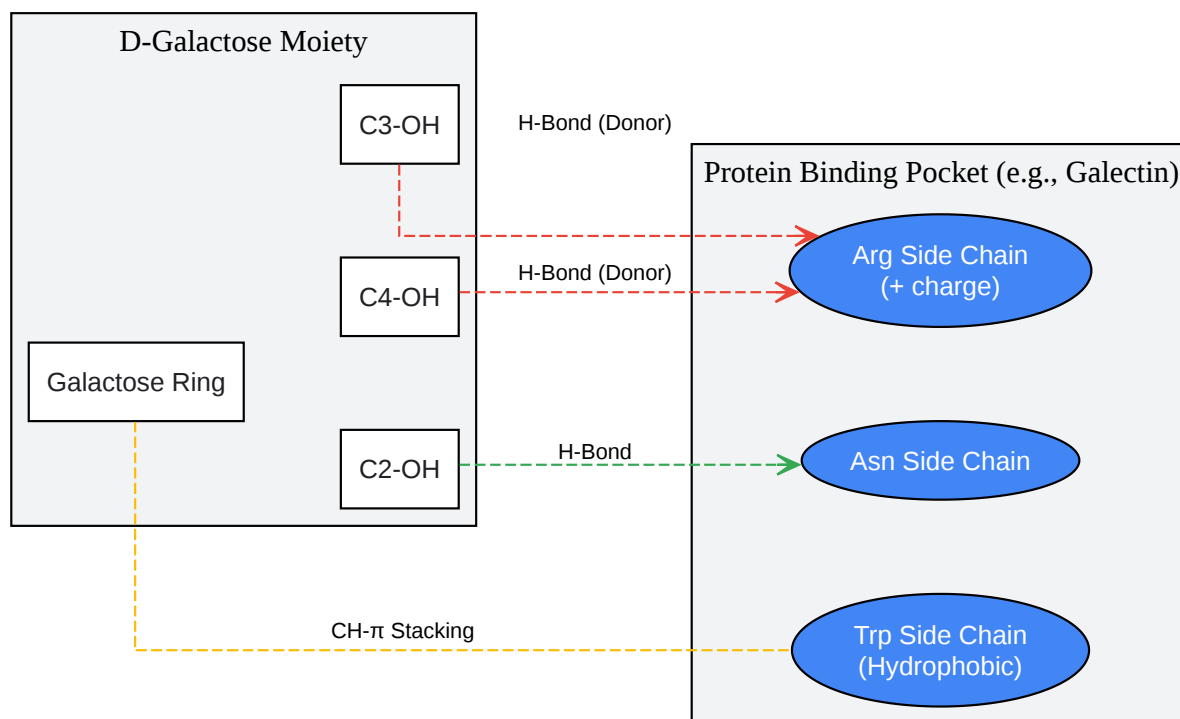 D-Galactose Moiety
C3-OH
H-Bond (Donor)
Protein Binding Pocket (e.g., Galectin)
Arg Side Chain
(+ charge)
H-Bond (Donor)
C4-OH
Galactose Ring
C2-OH
H-Bond
Asn Side Chain
CH-π Stacking
Trp Side Chain
(Hydrophobic)